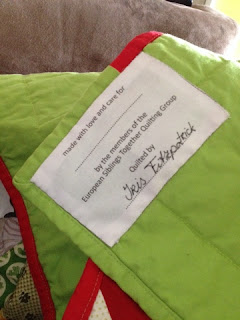 made with love and care for
by the members of the
European Siblings Together Quilting Group
Quilted by
Iris Fitzpatrick